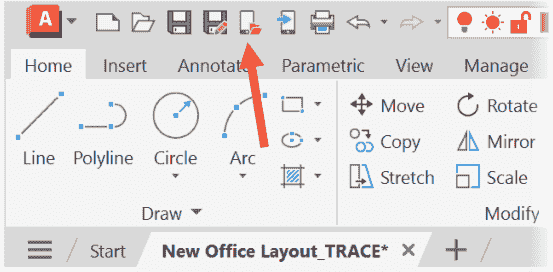 A
Home Insert Annotat Parametric View Manage
Line Polyline Circle Arc
Move Rotate
Copy Mirror
Stretch Scale
Draw Modify
Start New Office Layout_TRACE*